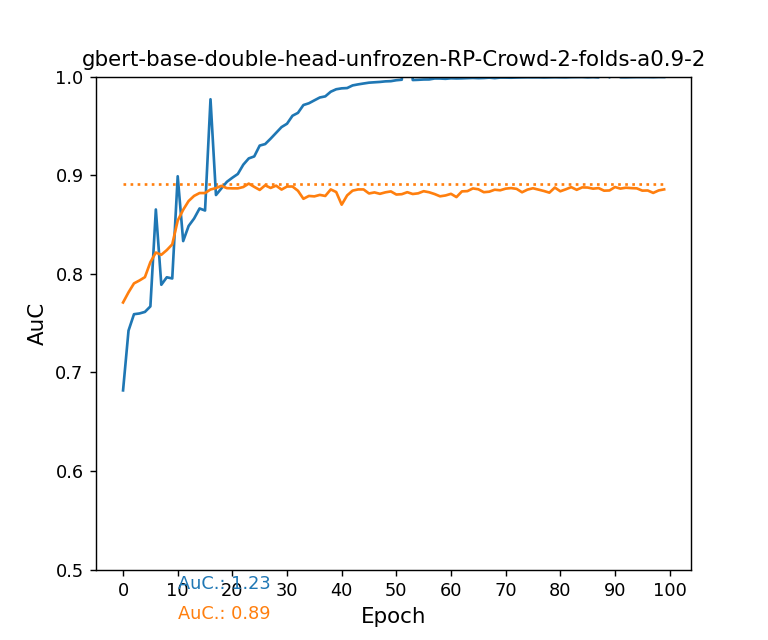 gbert-base-double-head-unfrozen-RP-Crowd-2-folds-a0.9-2
1.0
0.9
0.8
0.7
0.6
0.5
AuC
0 10 20 30 40 50 60 70 80 90 100
AuC.: 1.23
AuC.: 0.89
Epoch